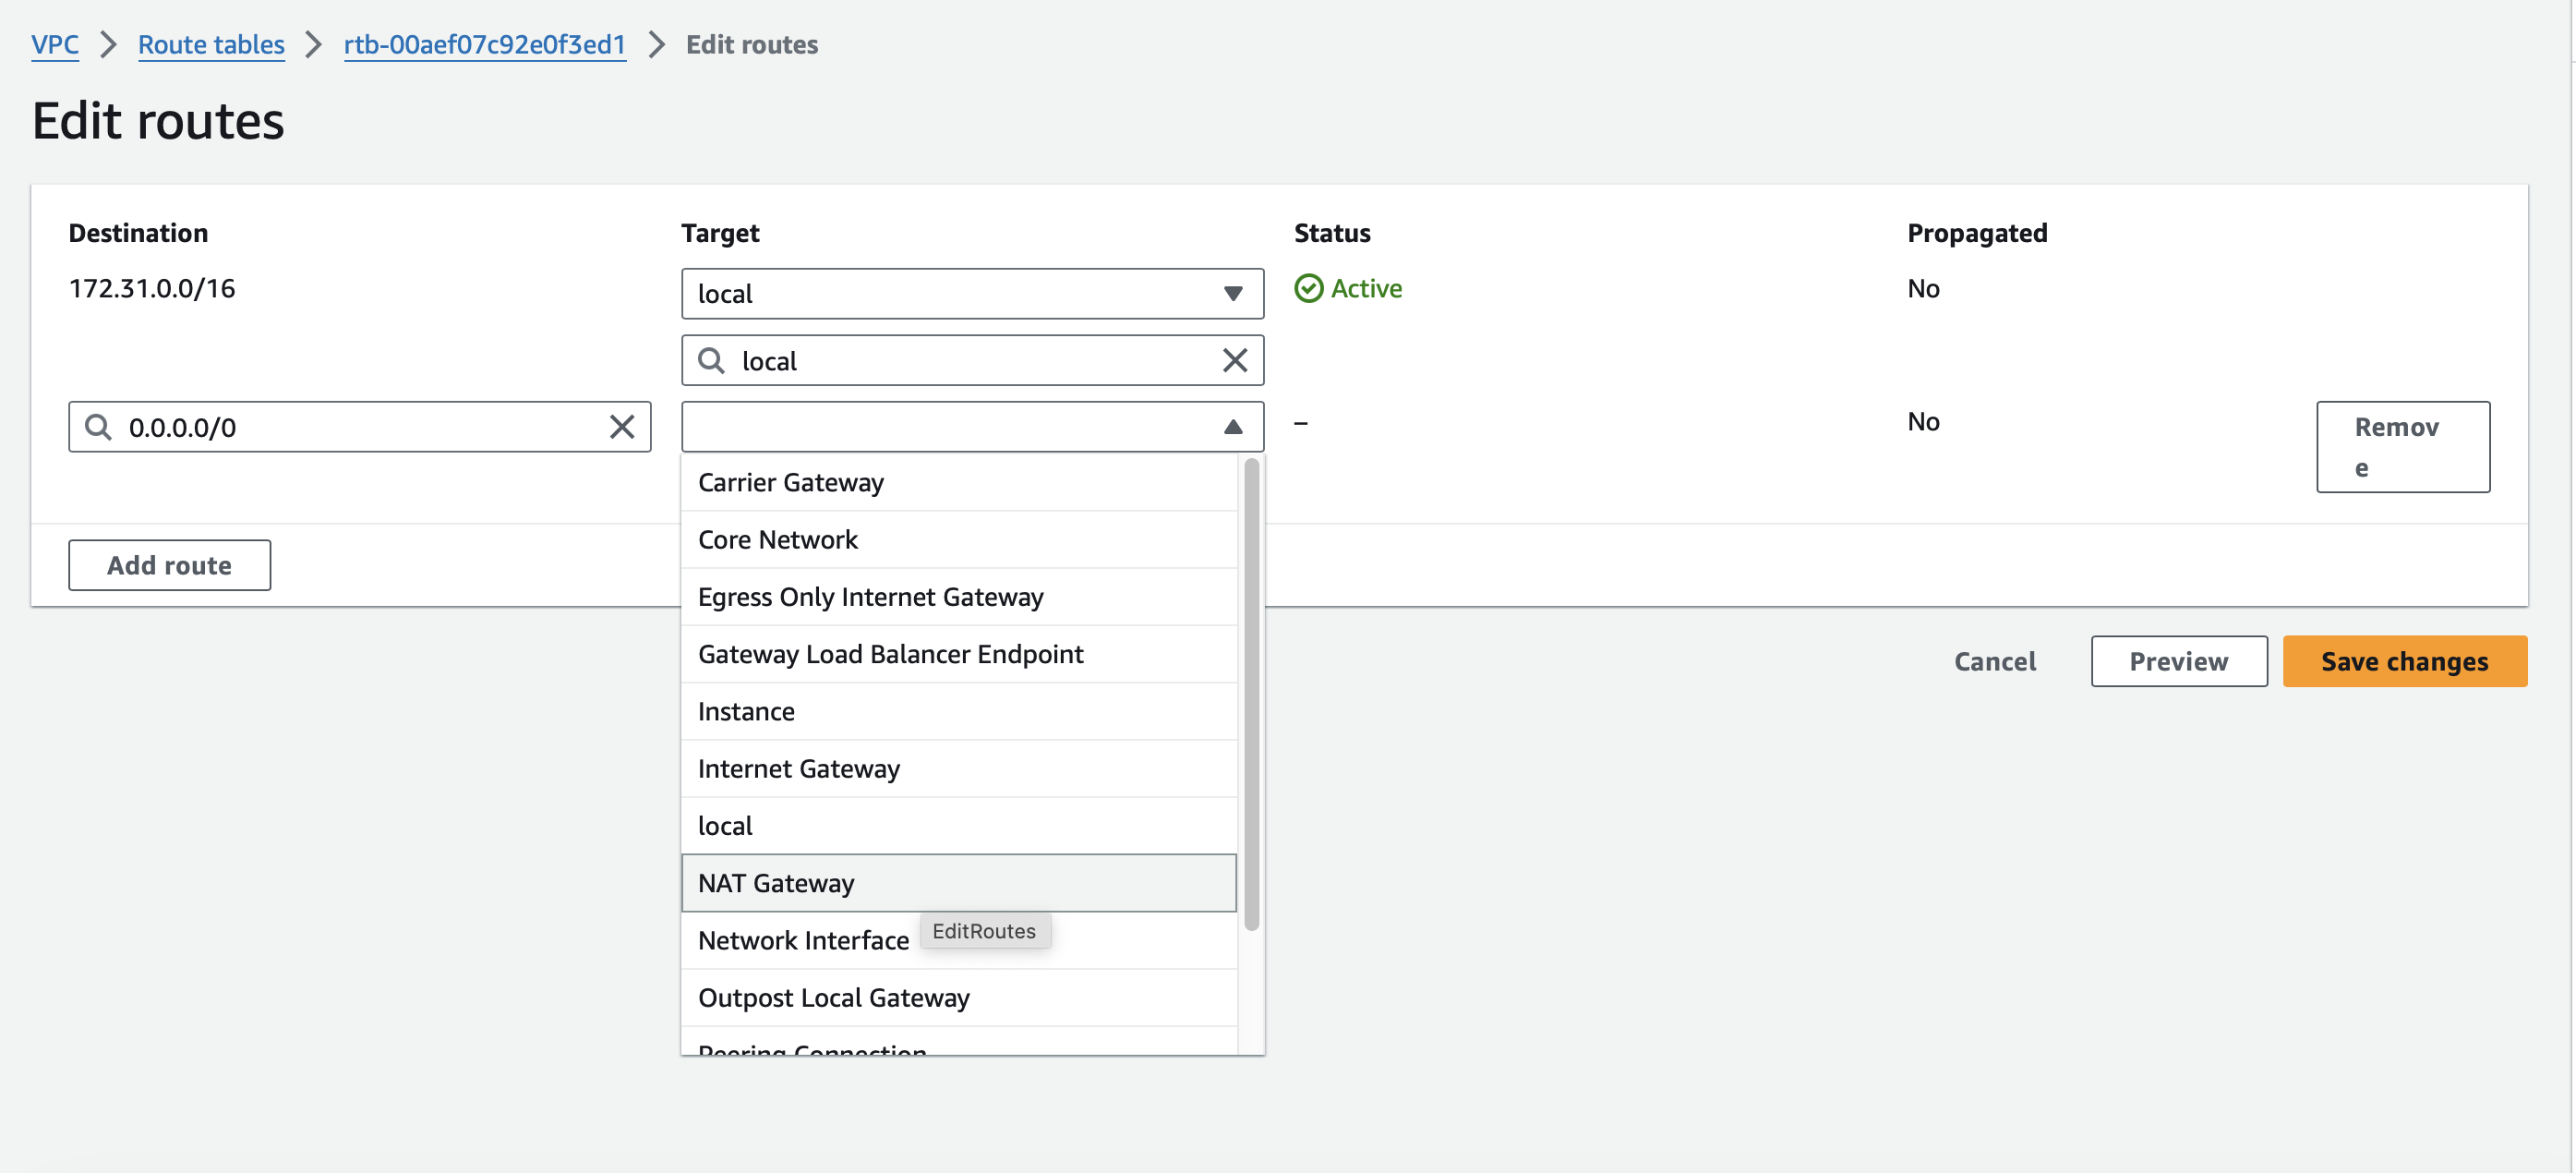 VPC > Route tables > rtb-00aef07c92e0f3ed1 > Edit routes
Edit routes
Destination Target Status Propagated
172.31.0.0/16 local Active No
local
0.0.0.0/0 – No Remov
e
Carrier Gateway
Core Network
Egress Only Internet Gateway
Gateway Load Balancer Endpoint
Instance
Internet Gateway
local
NAT Gateway
Network Interface
EditRoutes
Outpost Local Gateway
Peering Connection
Add route
Cancel Preview Save changes